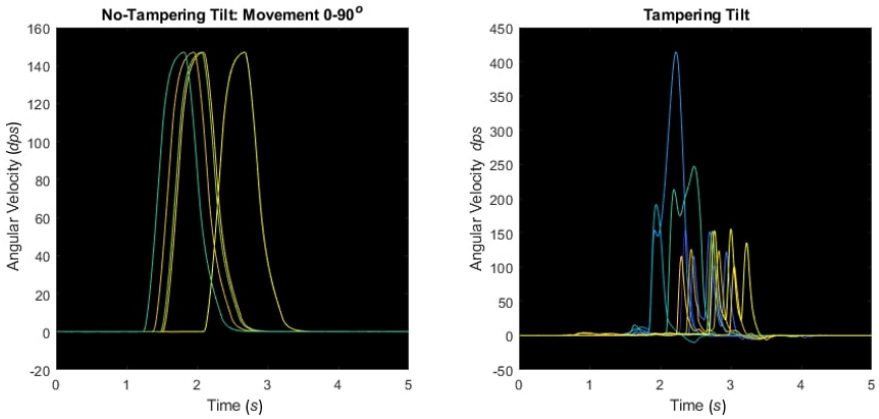 No-Tampering Tilt: Movement 0-90º
160
140
120
100
80
60
40
20
0
-20
Angular Velocity (dps)
0 1 2 3 4 5
Time (s)
Tampering Tilt
450
400
350
300
250
200
150
100
50
0
-50
Angular Velocity dps
0 1 2 3 4 5
Time (s)